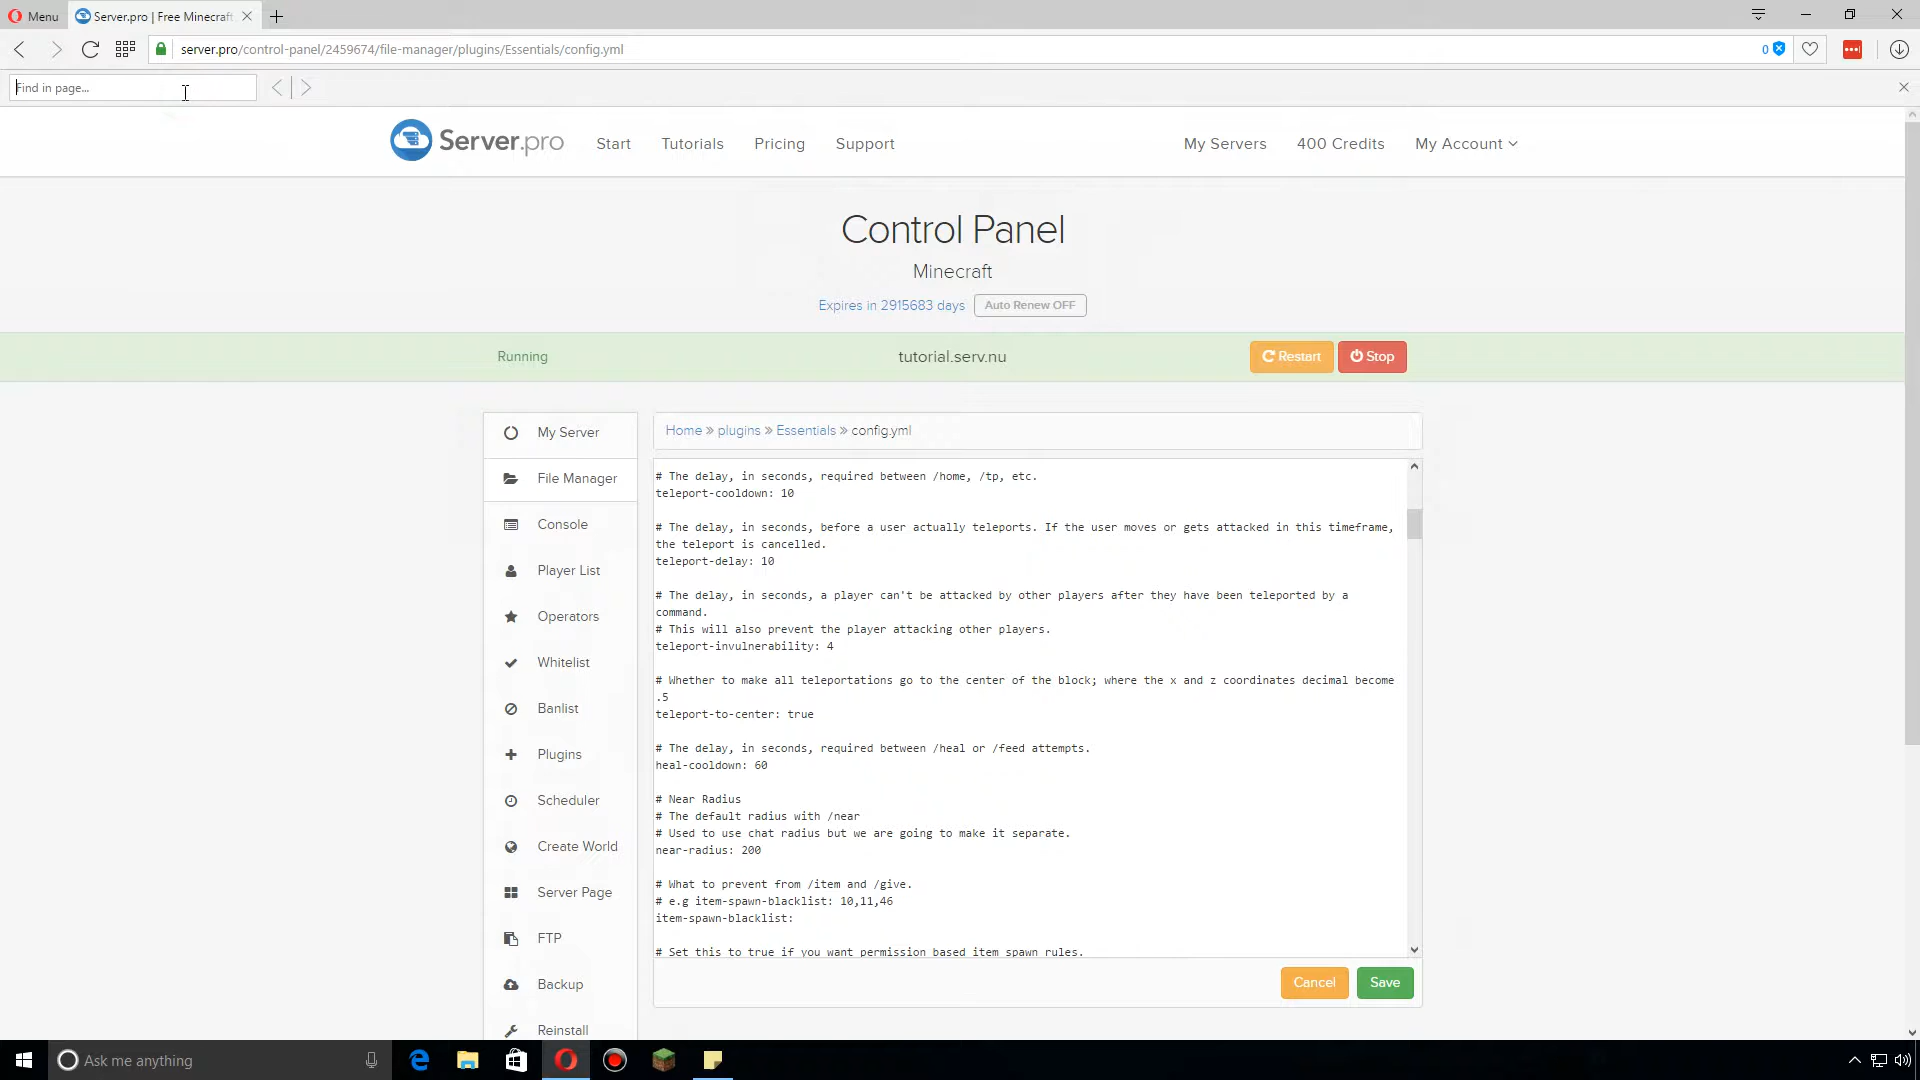 Menu
Server.pro | Free Minecraft
server.pro/control-panel/2459674/file-manager/plugins/Essentials/config.yml
0
Find in page...
Server.pro
Start
Tutorials
Pricing
Support
My Servers
400 Credits
My Account
Control Panel
Minecraft
Expires in 2915683 days
Auto Renew OFF
Running
tutorial.serv.nu
Restart
Stop
My Server
File Manager
Console
Player List
Operators
Whitelist
Banlist
Plugins
Scheduler
Create World
Server Page
FTP
Backup
Reinstall
Home » plugins » Essentials » config.yml
# The delay, in seconds, required between /home, /tp, etc.
teleport-cooldown: 10
# The delay, in seconds, before a user actually teleports. If the user moves or gets attacked in this timeframe,
the teleport is cancelled.
teleport-delay: 10
# The delay, in seconds, a player can't be attacked by other players after they have been teleported by a
command.
# This will also prevent the player attacking other players.
teleport-invulnerability: 4
# Whether to make all teleportations go to the center of the block; where the x and z coordinates decimal become
.5
teleport-to-center: true
# The delay, in seconds, required between /heal or /feed attempts.
heal-cooldown: 60
# Near Radius
# The default radius with /near
# Used to use chat radius but we are going to make it separate.
near-radius: 200
# What to prevent from /item and /give.
# e.g item-spawn-blacklist: 10,11,46
item-spawn-blacklist:
# Set this to true if you want permission based item spawn rules.
Cancel
Save
Ask me anything